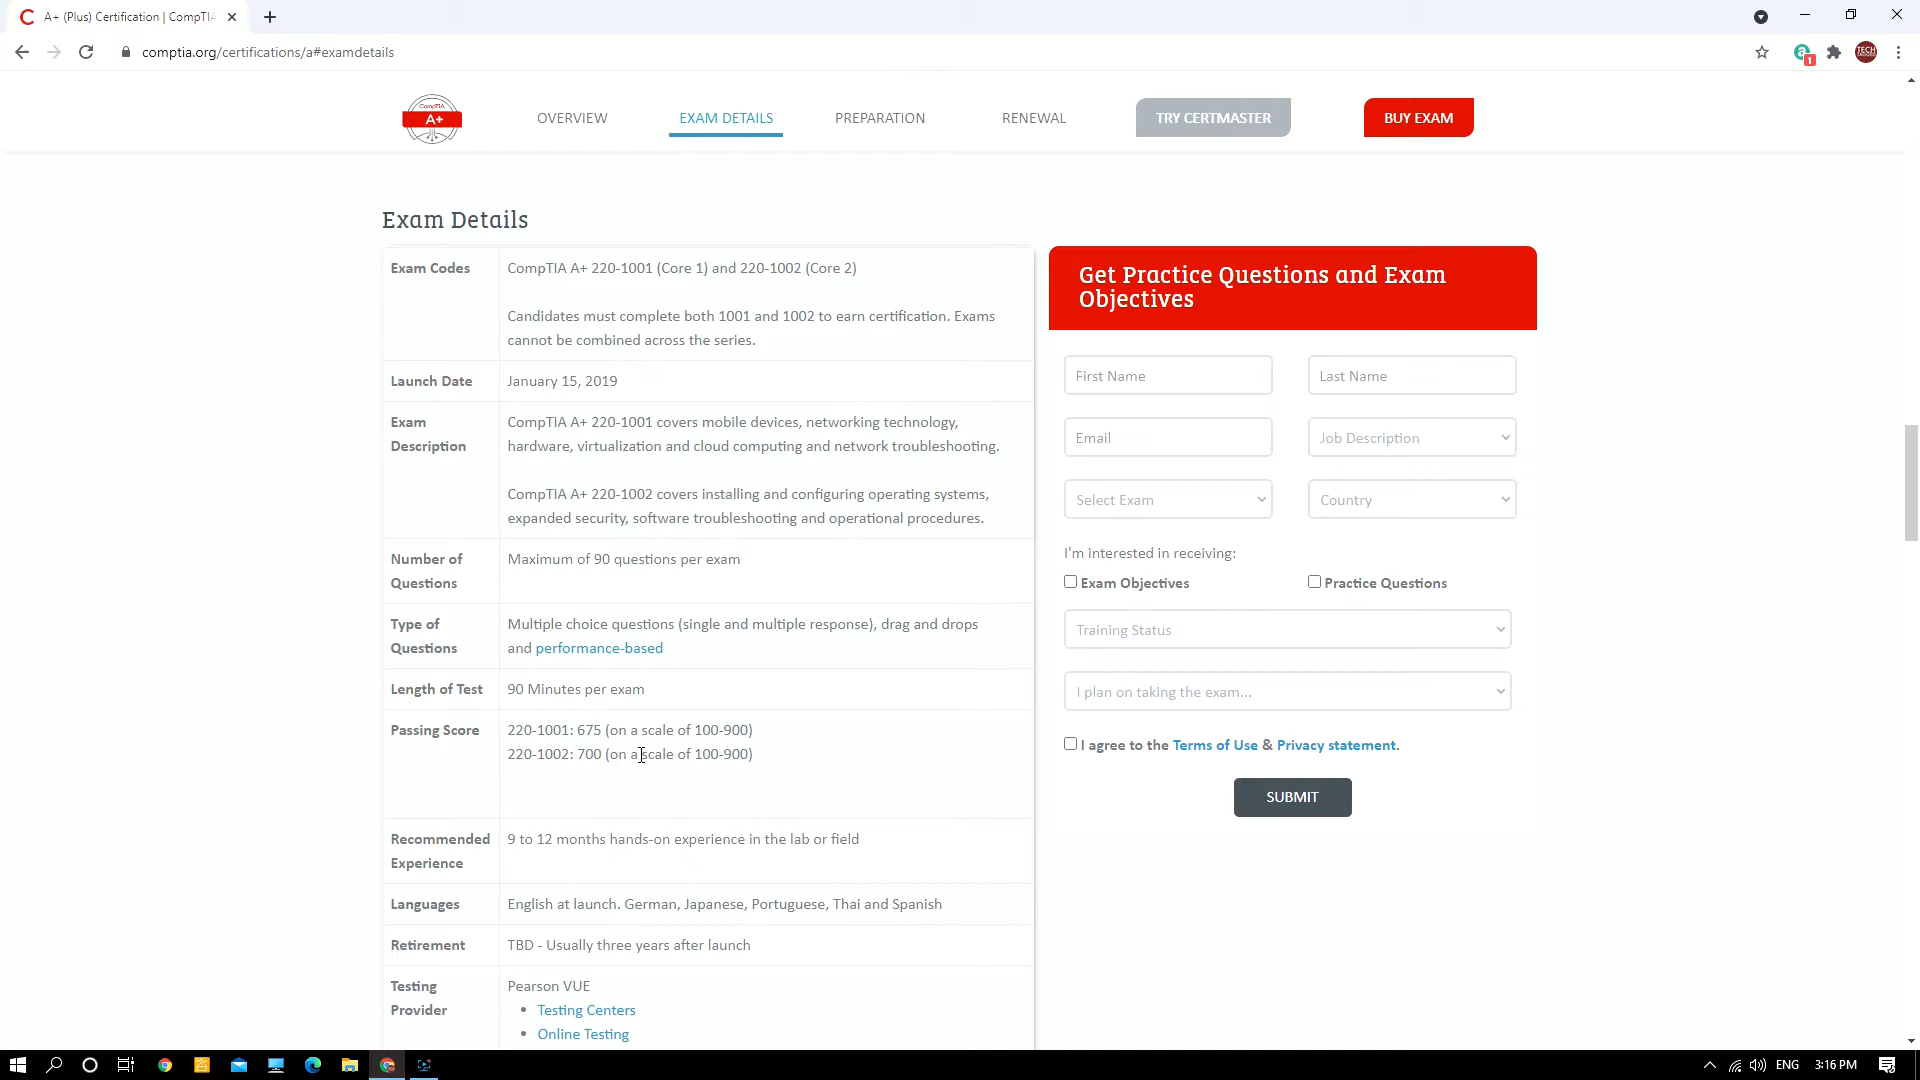 A+ (Plus) Certification | CompTIA
comptia.org/certifications/a#examdetails
1
TECH
CompTIA
A+
OVERVIEW
EXAM DETAILS
PREPARATION
RENEWAL
TRY CERTMASTER
BUY EXAM
Exam Details
Exam Codes
CompTIA A+ 220-1001 (Core 1) and 220-1002 (Core 2)
Candidates must complete both 1001 and 1002 to earn certification. Exams
cannot be combined across the series.
Launch Date
January 15, 2019
Exam
Description
CompTIA A+ 220-1001 covers mobile devices, networking technology,
hardware, virtualization and cloud computing and network troubleshooting.
CompTIA A+ 220-1002 covers installing and configuring operating systems,
expanded security, software troubleshooting and operational procedures.
Number of
Questions
Maximum of 90 questions per exam
Type of
Questions
Multiple choice questions (single and multiple response), drag and drops
and performance-based
Length of Test
90 Minutes per exam
Passing Score
220-1001: 675 (on a scale of 100-900)
220-1002: 700 (on a scale of 100-900)
Recommended
Experience
9 to 12 months hands-on experience in the lab or field
Languages
English at launch. German, Japanese, Portuguese, Thai and Spanish
Retirement
TBD - Usually three years after launch
Testing
Provider
Pearson VUE
• Testing Centers
• Online Testing
Get Practice Questions and Exam
Objectives
First Name
Last Name
Email
Job Description
Select Exam
Country
I'm interested in receiving:
Exam Objectives
Practice Questions
Training Status
I plan on taking the exam...
I agree to the Terms of Use & Privacy statement.
SUBMIT
ENG
3:16 PM